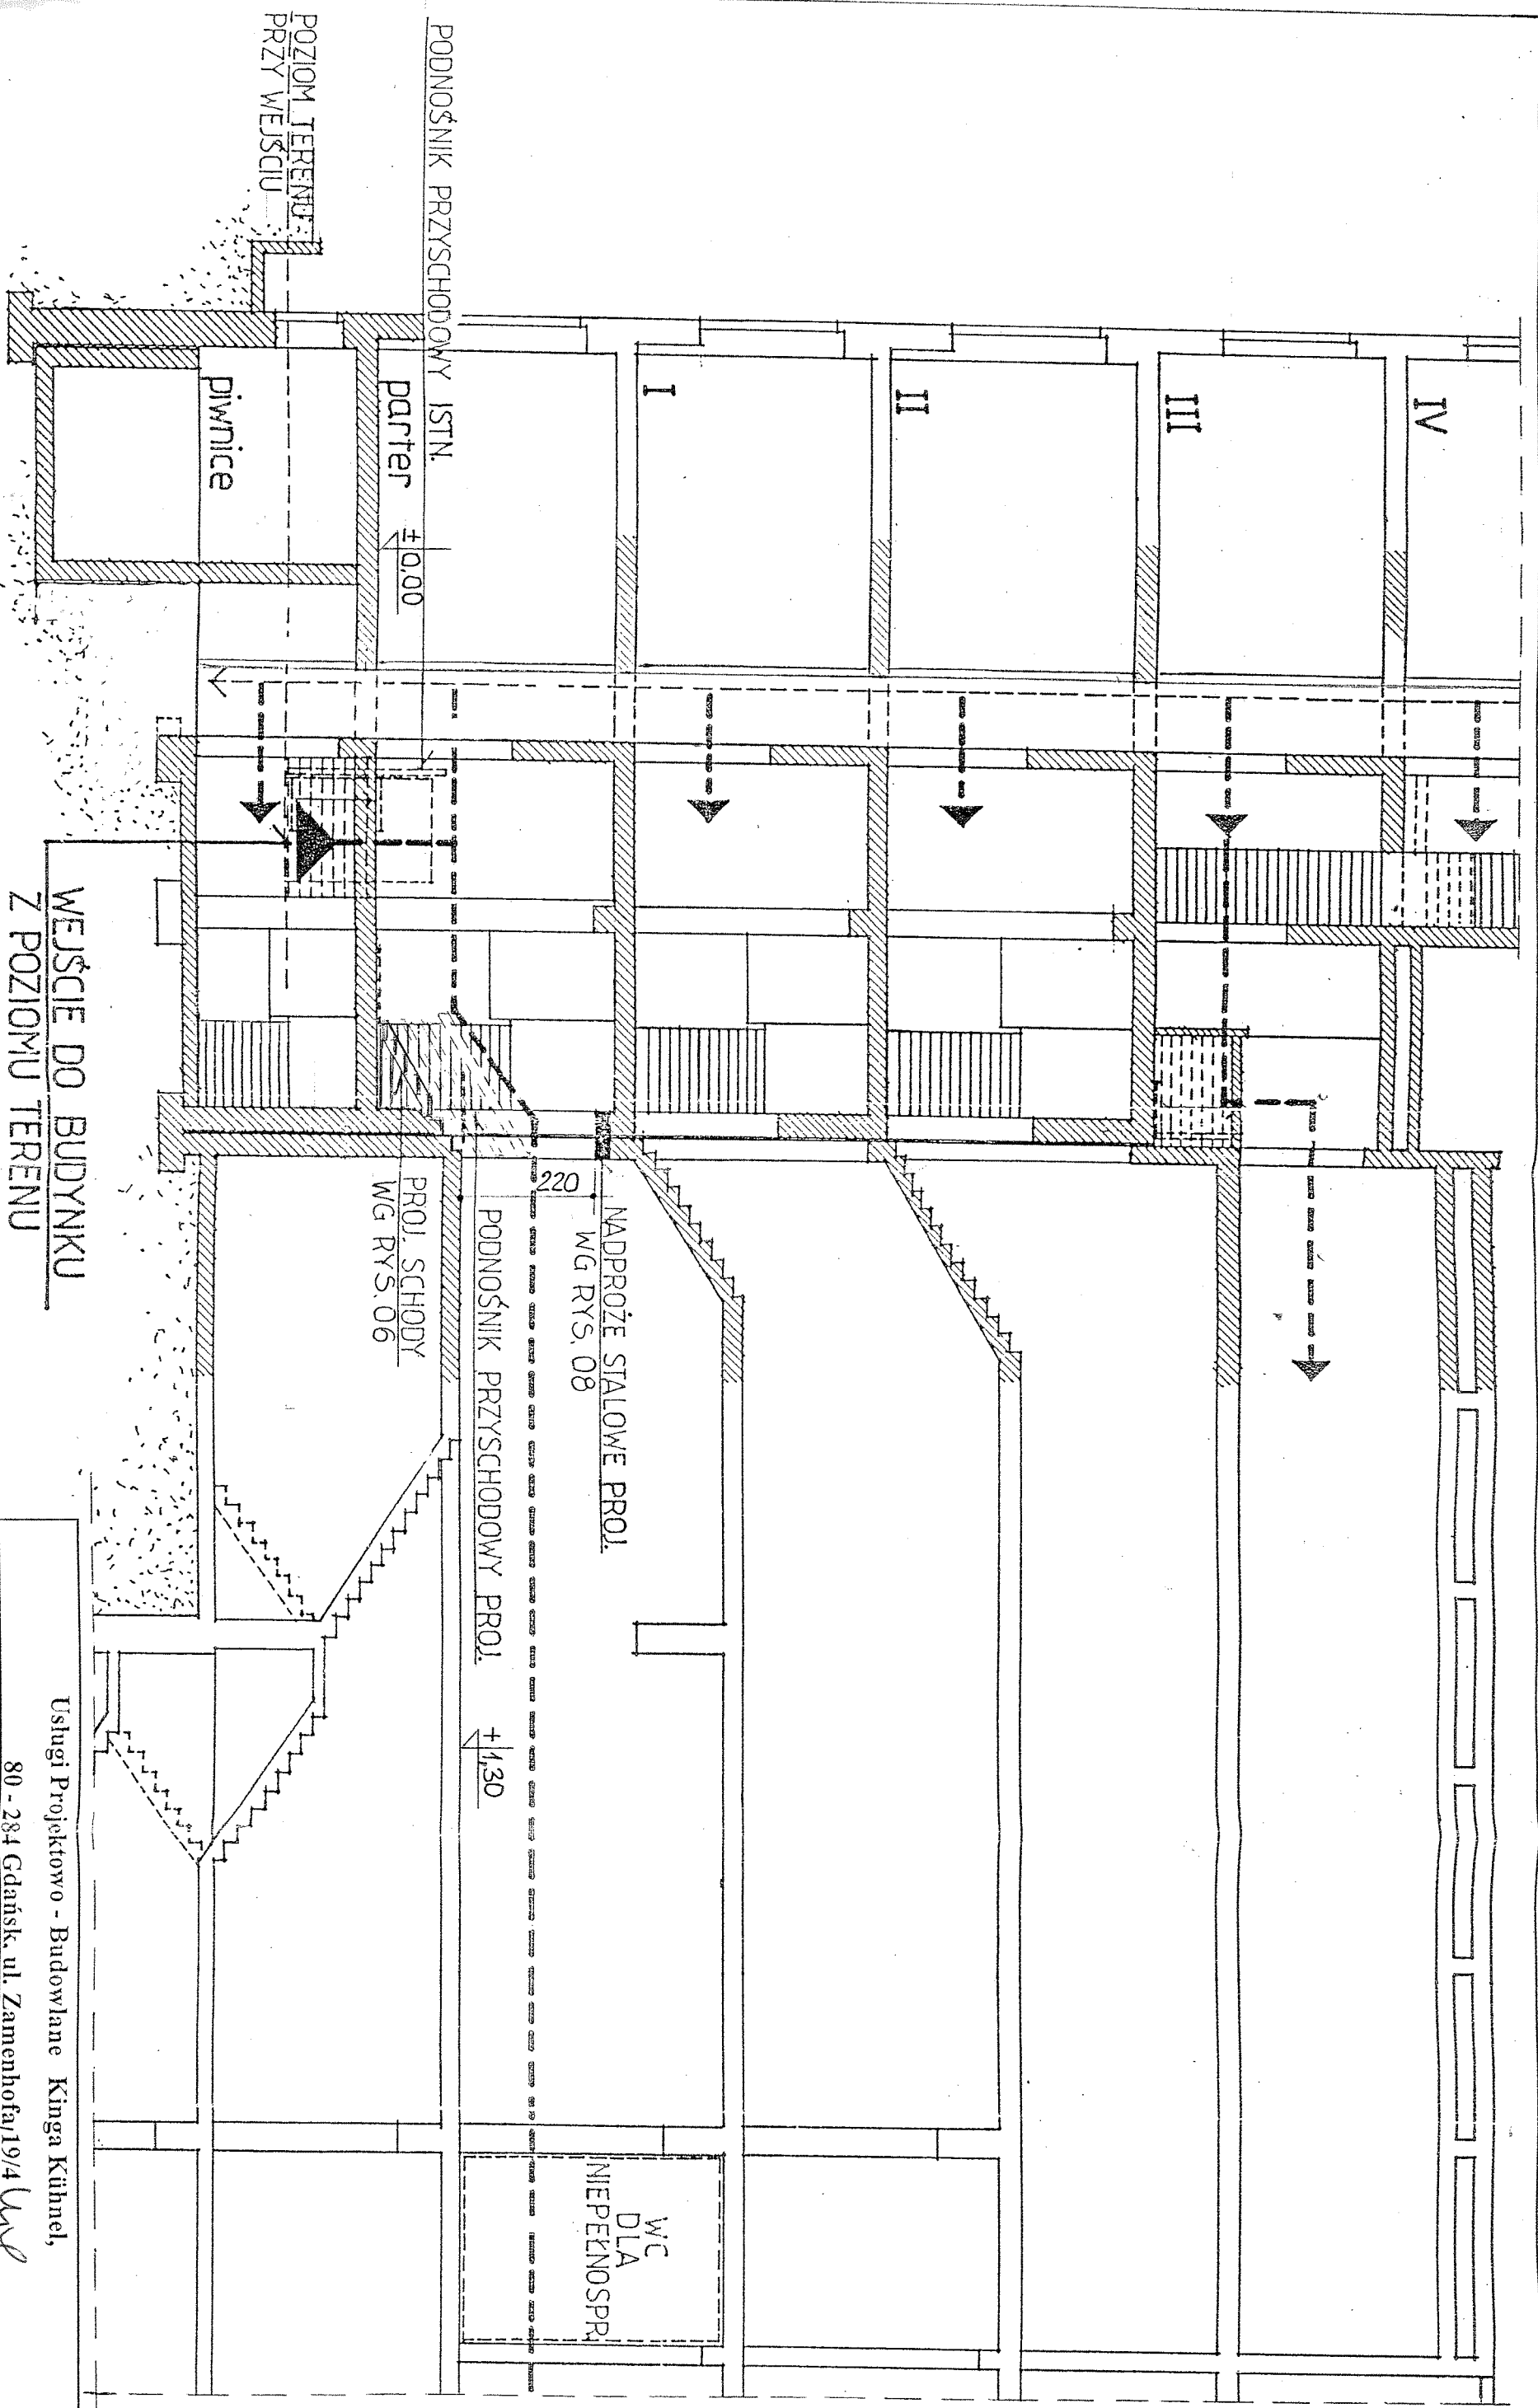 IV
III
II
I
PODNOŚNIK PRZYSCHODOWY ISTN.
parter
±0,00
POZIOM TERENU
PRZY WEJŚCIU
piwnice
NADPROŻE STALOWE PROJ.
WG RYS. 08
220
PODNOŚNIK PRZYSCHODOWY PROJ.
+1,30
PROJ. SCHODY
WG RYS. 06
WC
DLA
NIEPEŁNOSPR.
WEJŚCIE DO BUDYNKU
Z POZIOMU TERENU
Usługi Projektowo - Budowlane Kinga Kühnel,
80 - 284 Gdańsk, ul. Zamenhofa 19/4